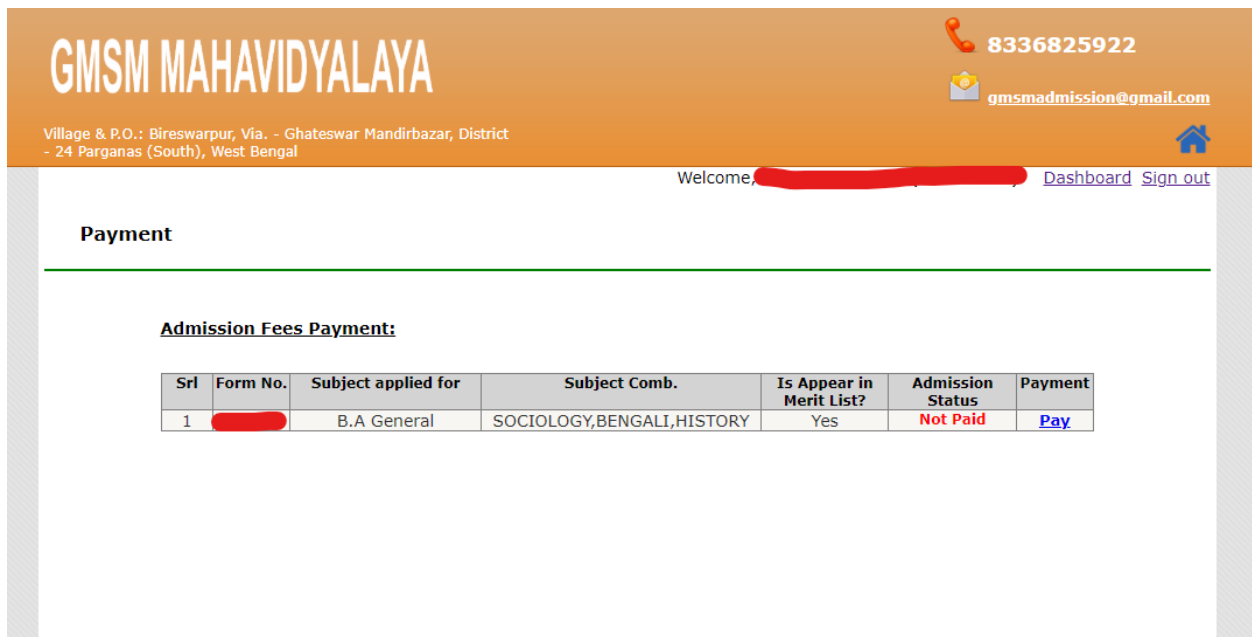 GMSM MAHAVIDYALAYA
8336825922
gmsmadmission@gmail.com
Village & P.O.: Bireswarpur, Via. - Ghateswar Mandirbazar, District
- 24 Parganas (South), West Bengal
Welcome, Dashboard Sign out
Payment
Admission Fees Payment:
Srl Form No. Subject applied for Subject Comb. Is Appear in Merit List? Admission Status Payment
1 B.A General SOCIOLOGY,BENGALI,HISTORY Yes Not Paid Pay